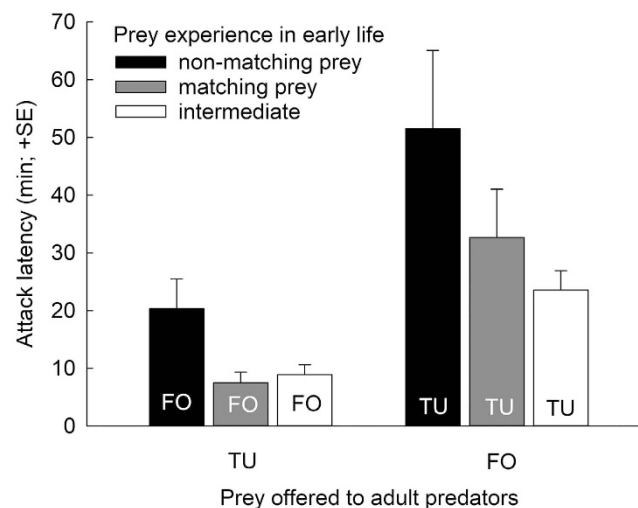 70
60
50
40
30
20
10
0
Attack latency (min; +SE)
Prey experience in early life
non-matching prey
matching prey
intermediate
FO
FO
FO
TU
TU
TU
TU
FO
Prey offered to adult predators